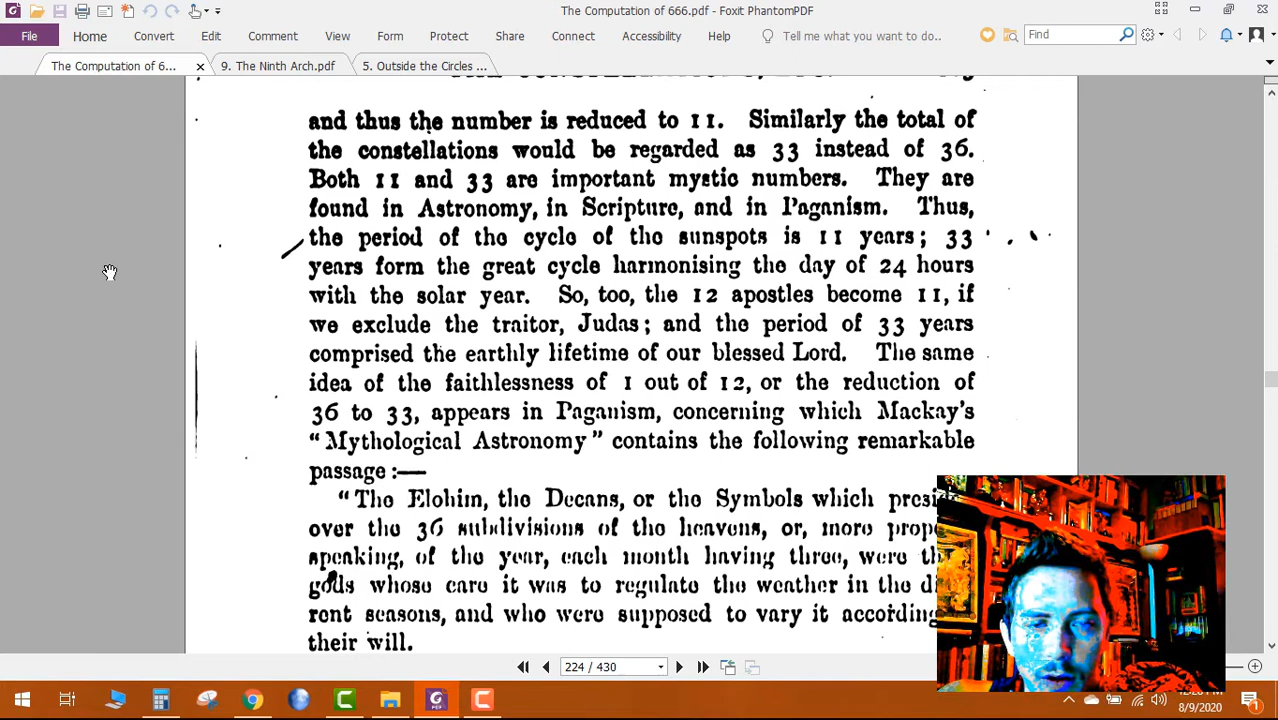 The Computation of 666.pdf - Foxit PhantomPDF
File Home Convert Edit Comment View Form Protect Share Connect Accessibility Help Tell me what you want to do.. Find
The Computation of 6... 9. The Ninth Arch.pdf 5. Outside the Circles ...
and thus the number is reduced to 11. Similarly the total of
the constellations would be regarded as 33 instead of 36.
Both 11 and 33 are important mystic numbers. They are
found in Astronomy, in Scripture, and in Paganism. Thus,
the period of the cycle of the sunspots is 11 years; 33
years form the great cycle harmonising the day of 24 hours
with the solar year. So, too, the 12 apostles become 11, if
we exclude the traitor, Judas; and the period of 33 years
comprised the earthly lifetime of our blessed Lord. The same
idea of the faithlessness of 1 out of 12, or the reduction of
36 to 33, appears in Paganism, concerning which Mackay's
"Mythological Astronomy" contains the following remarkable
passage:—
"The Elohim, the Decans, or the Symbols which presi
over the 36 subdivisions of the heavens, or, more prop
speaking, of the year, each month having three, were th
gods whose care it was to regulate the weather in the di
rent seasons, and who were supposed to vary it according
their will.
224 / 430
8/9/2020